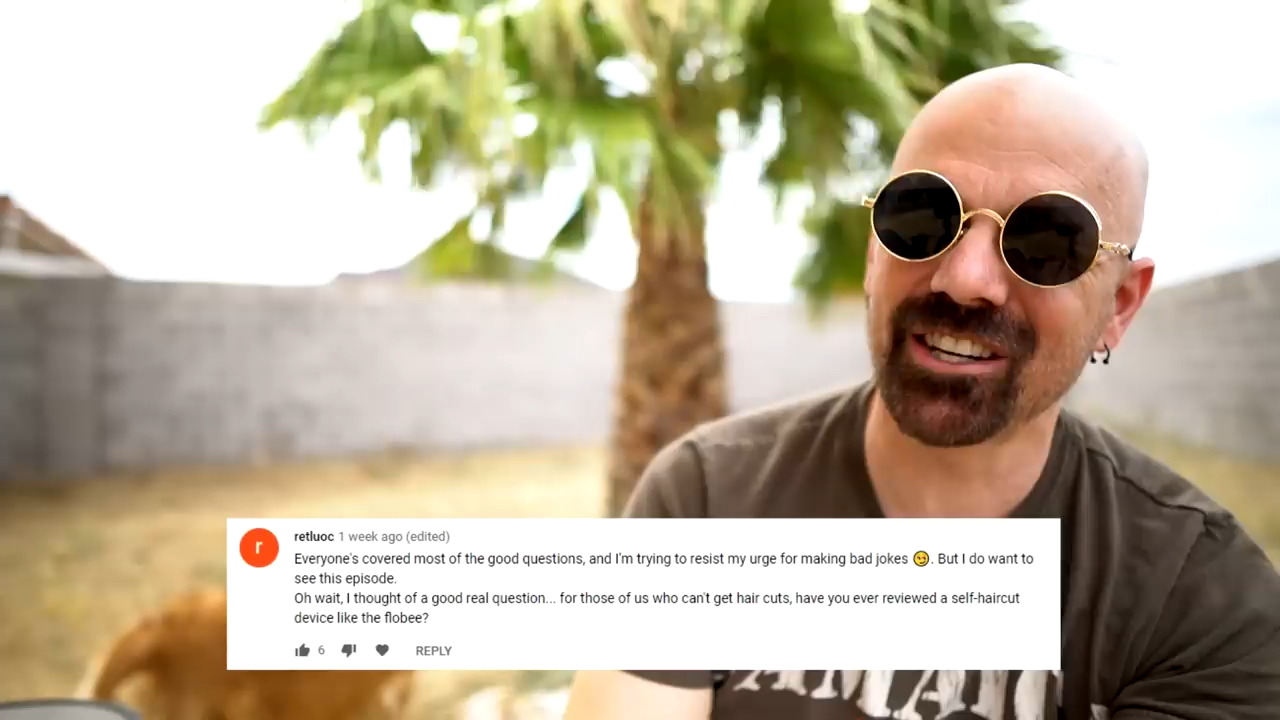 r
retluoc 1 week ago (edited)
Everyone's covered most of the good questions, and I'm trying to resist my urge for making bad jokes 😏. But I do want to
see this episode.
Oh wait, I thought of a good real question... for those of us who can't get hair cuts, have you ever reviewed a self-haircut
device like the flobee?
6 REPLY